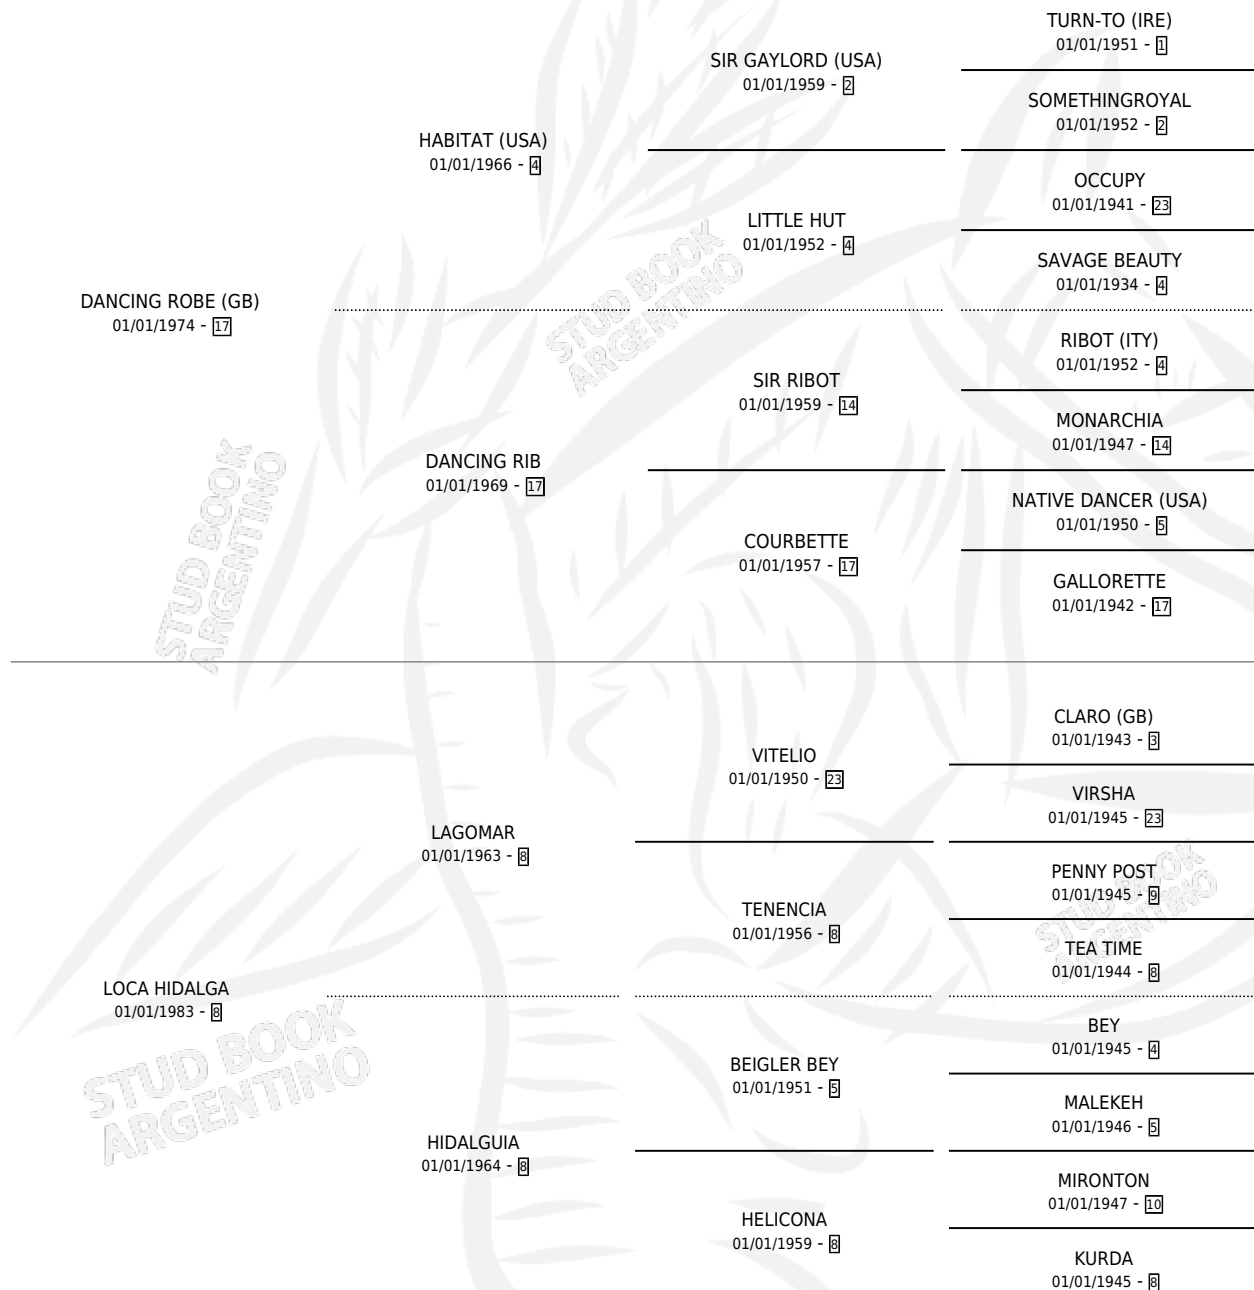 TURN-TO (IRE)
01/01/1951 - 1
SIR GAYLORD (USA)
01/01/1959 - 2
SOMETHINGROYAL
01/01/1952 - 2
HABITAT (USA)
01/01/1966 - 4
OCCUPY
01/01/1941 - 23
LITTLE HUT
01/01/1952 - 4
SAVAGE BEAUTY
01/01/1934 - 4
DANCING ROBE (GB)
01/01/1974 - 17
STUD BOOK
ARGENTINO
RIBOT (ITY)
01/01/1952 - 4
SIR RIBOT
01/01/1959 - 14
MONARCHIA
01/01/1947 - 14
DANCING RIB
01/01/1969 - 17
NATIVE DANCER (USA)
01/01/1950 - 5
COURBETTE
01/01/1957 - 17
GALLORETTE
01/01/1942 - 17
STUD BOOK
ARGENTINO
CLARO (GB)
01/01/1943 - 3
VITELIO
01/01/1950 - 23
VIRSHA
01/01/1945 - 23
LAGOMAR
01/01/1963 - 8
PENNY POST
01/01/1945 - 9
TENENCIA
01/01/1956 - 8
TEA TIME
01/01/1944 - 8
STUD BOOK
ARGENTINO
LOCA HIDALGA
01/01/1983 - 8
BEY
01/01/1945 - 4
BEIGLER BEY
01/01/1951 - 5
MALEKEH
01/01/1946 - 5
STUD BOOK
ARGENTINO
HIDALGUIA
01/01/1964 - 8
MIRONTON
01/01/1947 - 10
HELICONA
01/01/1959 - 8
KURDA
01/01/1945 - 8